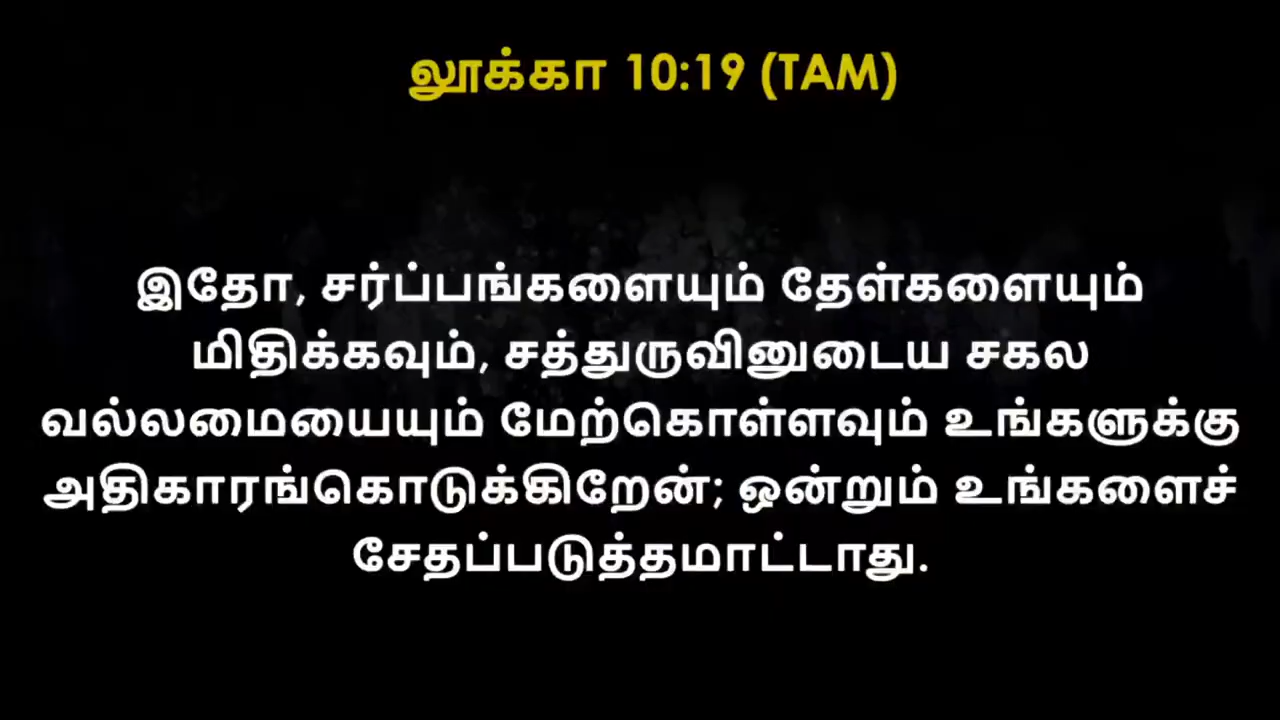 லூக்கா 10:19 (TAM)
இதோ, சர்ப்பங்களையும் தேள்களையும்
மிதிக்கவும், சத்துருவினுடைய சகல
வல்லமையையும் மேற்கொள்ளவும் உங்களுக்கு
அதிகாரங்கொடுக்கிறேன்; ஒன்றும் உங்களைச்
சேதப்படுத்தமாட்டாது.